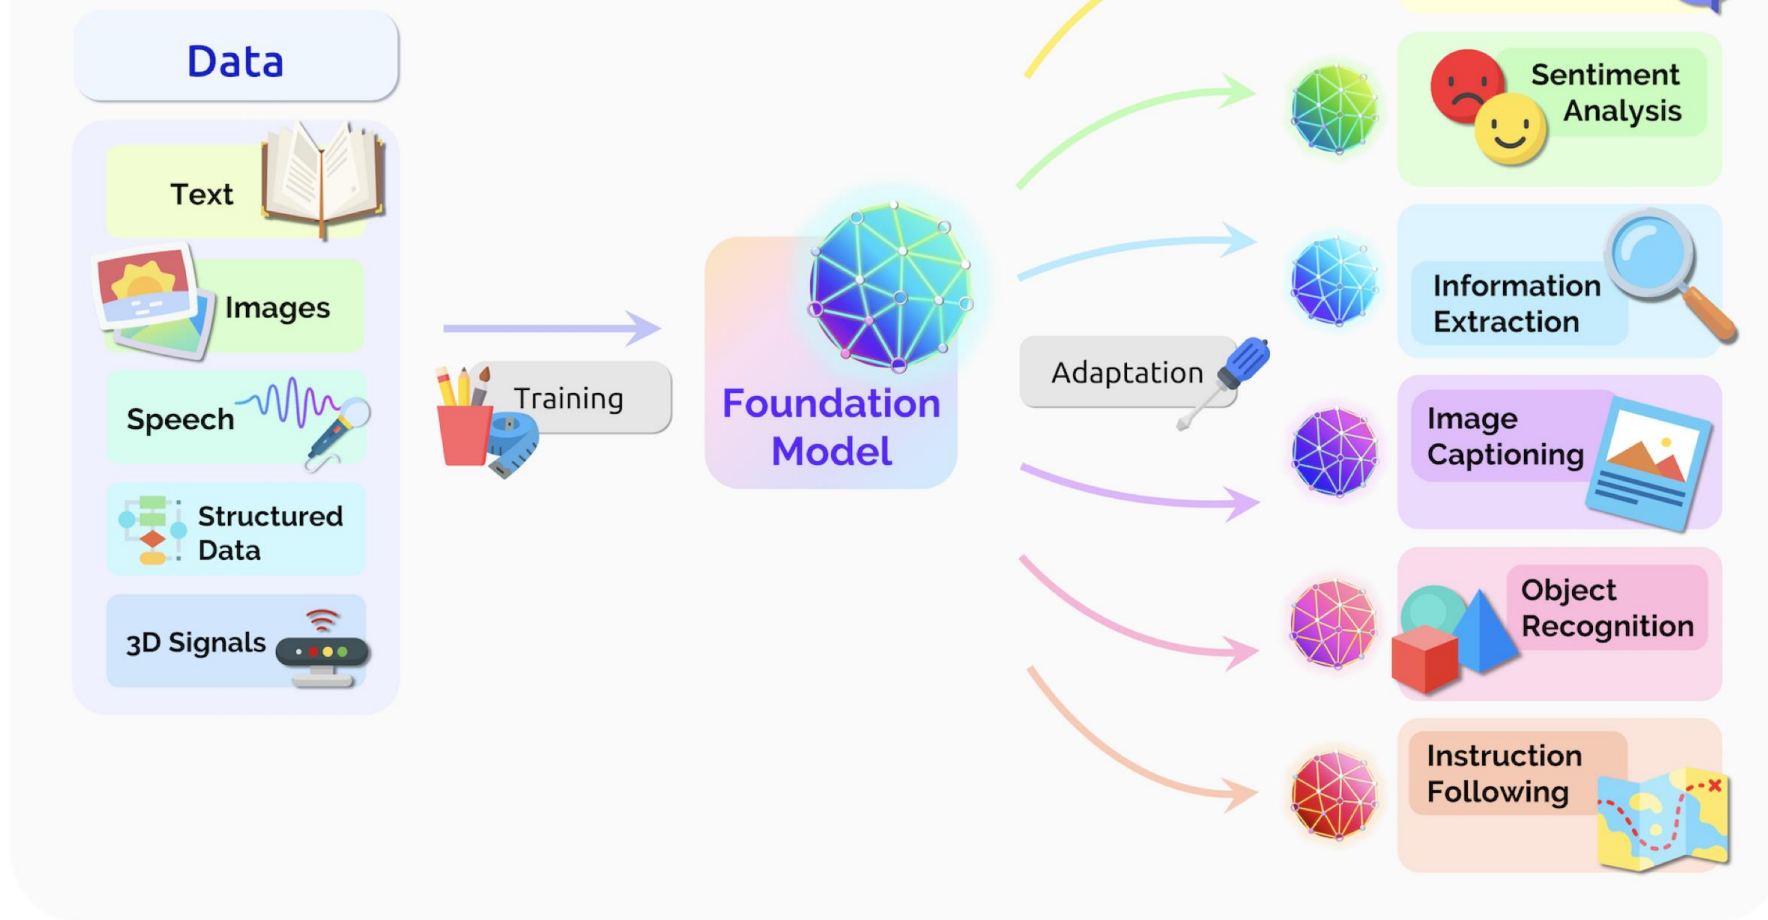 Data
Text
Images
Speech
Structured
Data
3D Signals
Training
Foundation
Model
Adaptation
Sentiment
Analysis
Information
Extraction
Image
Captioning
Object
Recognition
Instruction
Following